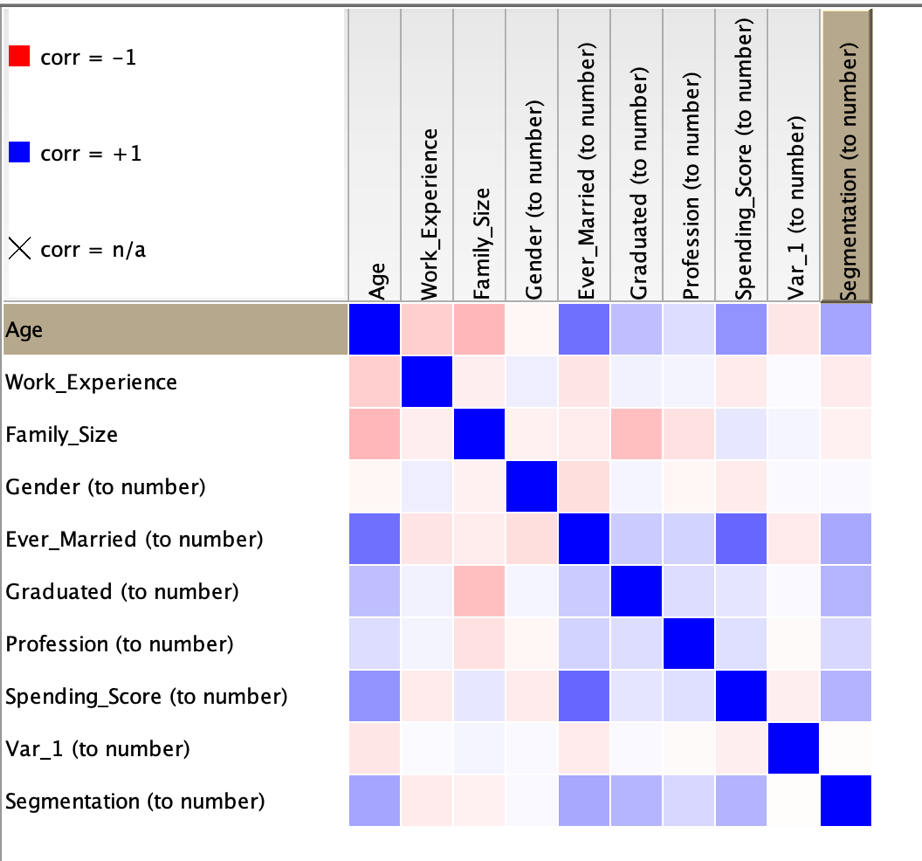 corr = -1
corr = +1
corr = n/a
Age
Work_Experience
Family_Size
Gender (to number)
Ever_Married (to number)
Graduated (to number)
Profession (to number)
Spending_Score (to number)
Var_1 (to number)
Segmentation (to number)
Age
Work_Experience
Family_Size
Gender (to number)
Ever_Married (to number)
Graduated (to number)
Profession (to number)
Spending_Score (to number)
Var_1 (to number)
Segmentation (to number)